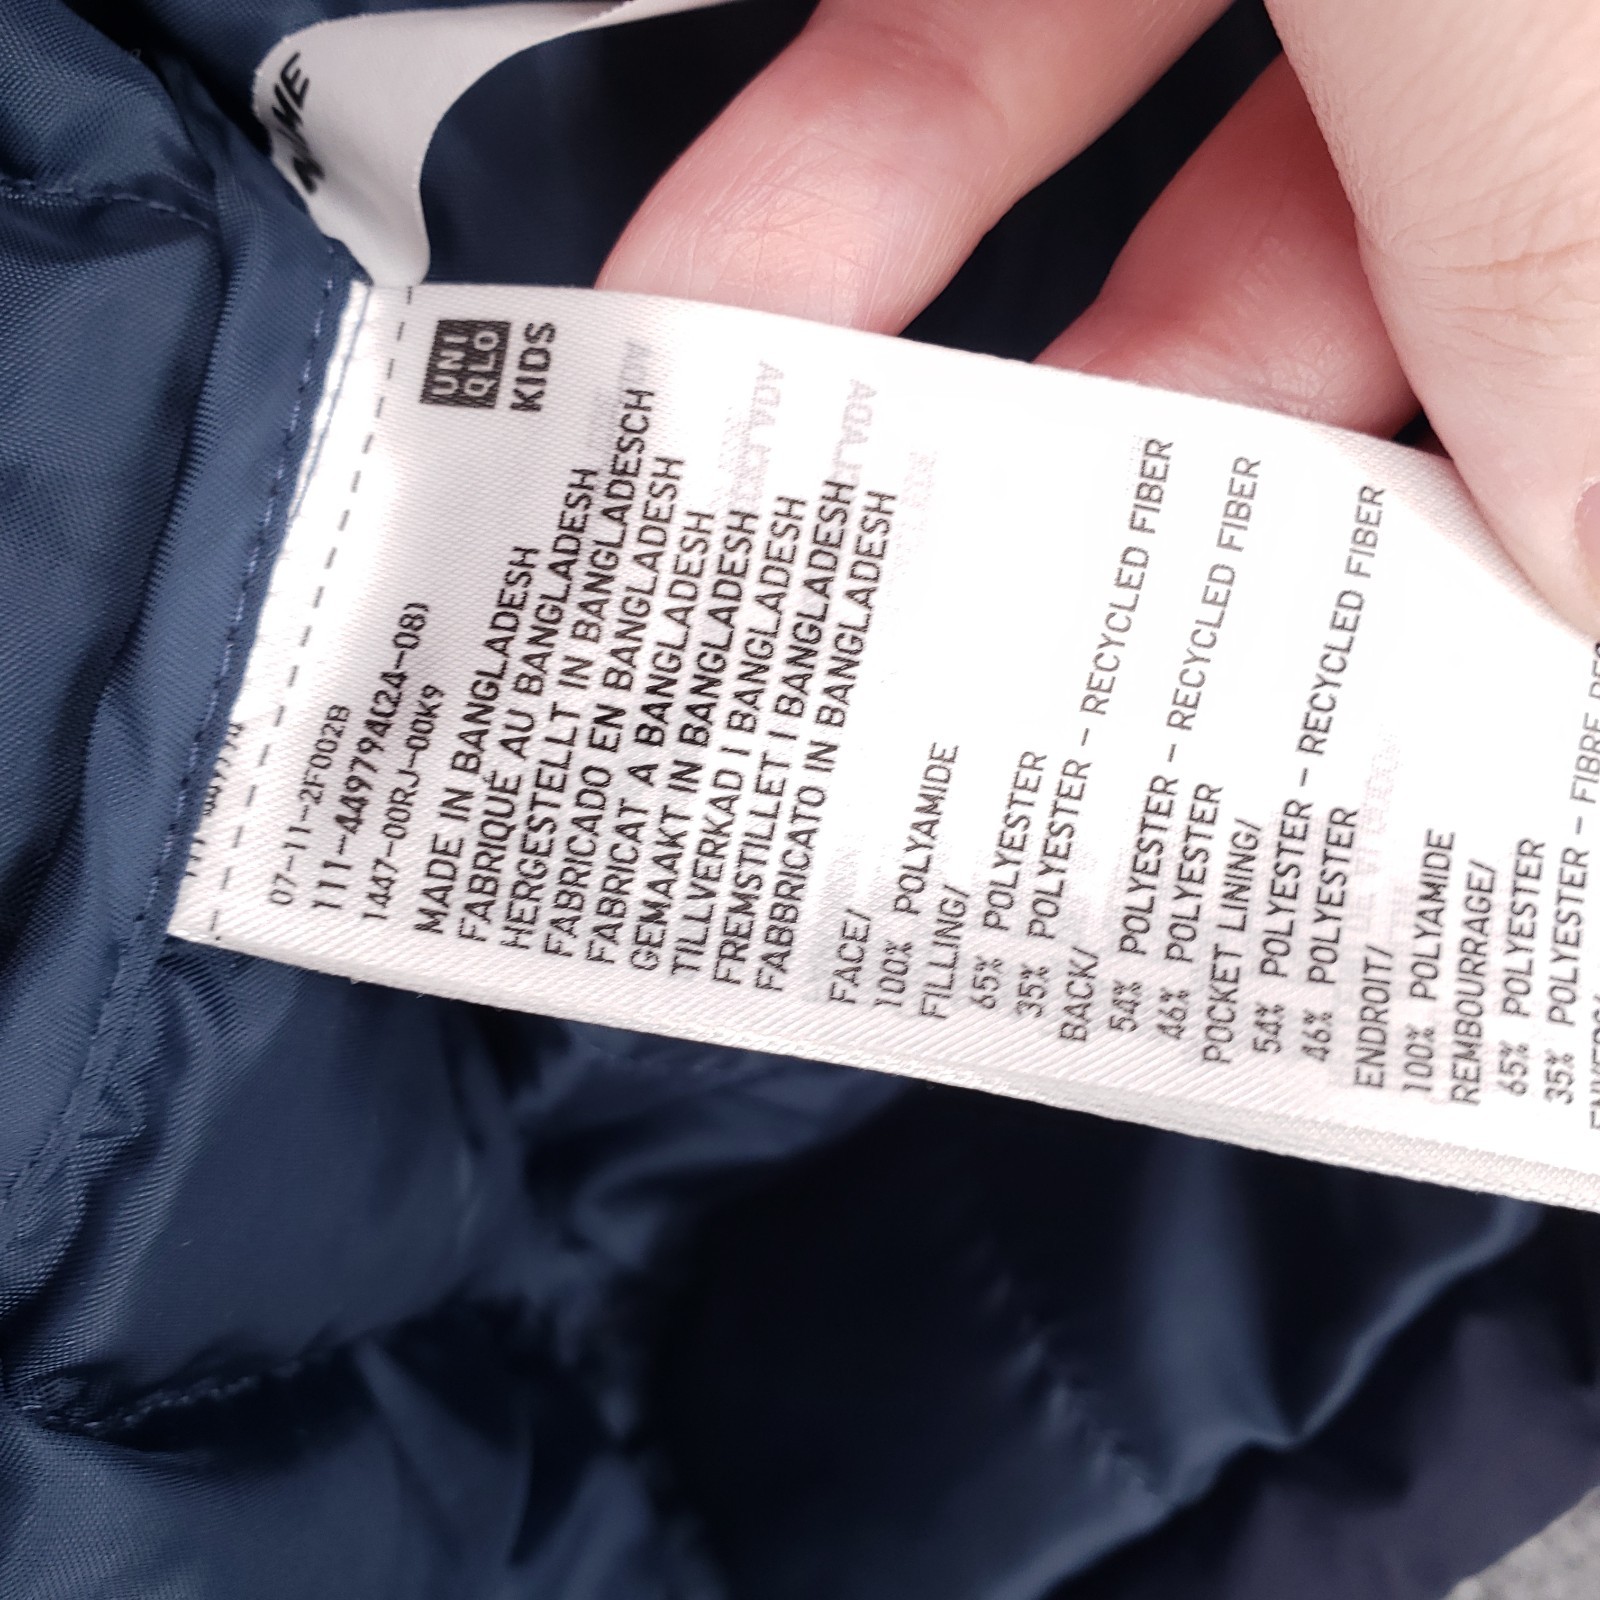 UNI
QLO
KIDS
07-11-2F002B
111-449794(24-08)
1447-00RJ-00K9
MADE IN BANGLADESH
FABRIQUÉ AU BANGLADESH
HERGESTELLT IN BANGLADESCH
FABRICADO EN BANGLADESH
FABRICAT A BANGLADESH
GEMAAKT IN BANGLADESH
TILLVERKAD I BANGLADESH
FREMSTILLET I BANGLADESH
FABBRICATO IN BANGLADESH
FACE/
100% POLYAMIDE
FILLING/
65% POLYESTER
35% POLYESTER – RECYCLED FIBER
BACK/
54% POLYESTER – RECYCLED FIBER
46% POLYESTER
POCKET LINING/
54% POLYESTER – RECYCLED FIBER
46% POLYESTER
ENDROIT/
100% POLYAMIDE
REMBOURRAGE/
65% POLYESTER
35% POLYESTER – FIBRE